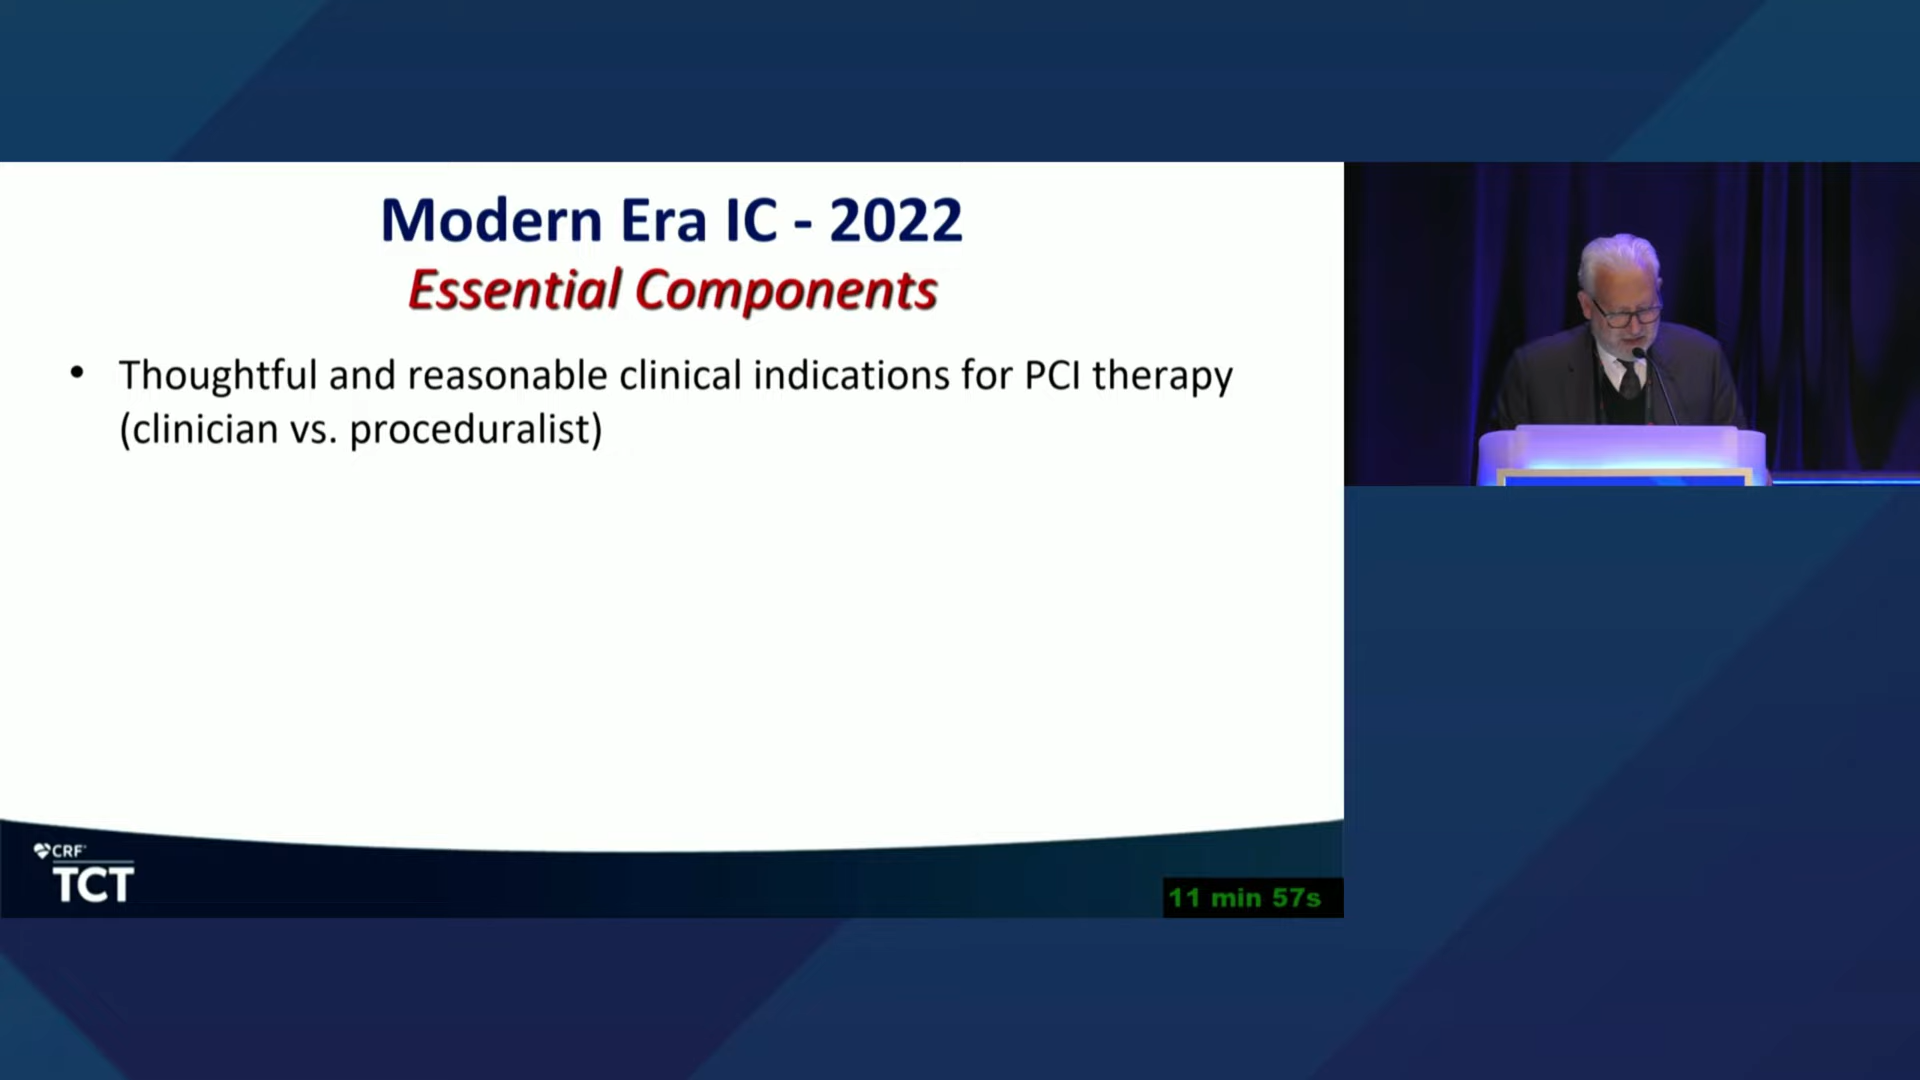 Modern Era IC - 2022
Essential Components
• Thoughtful and reasonable clinical indications for PCI therapy
(clinician vs. proceduralist)
CRF
TCT
11 min 57s